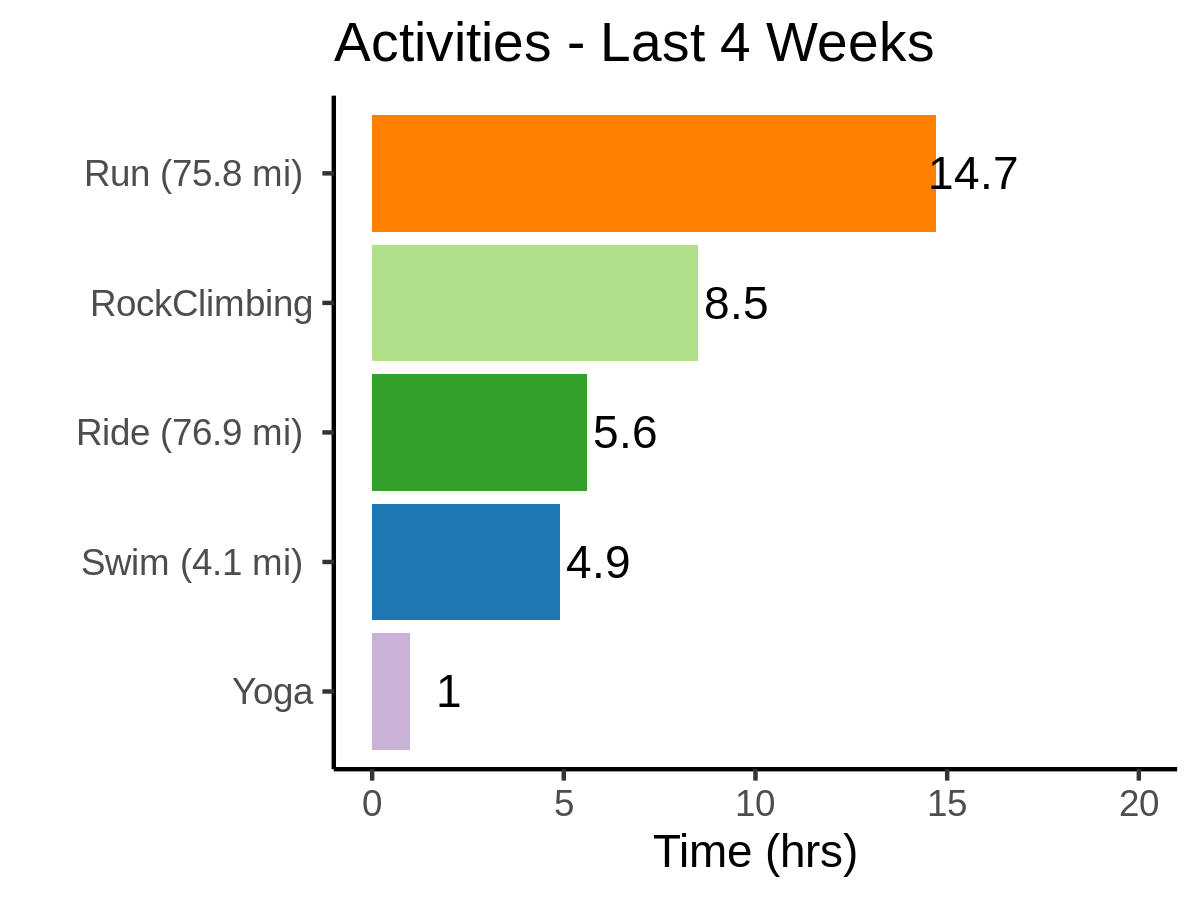 Activities - Last 4 Weeks
Run (75.8 mi)
14.7
RockClimbing
8.5
Ride (76.9 mi)
5.6
Swim (4.1 mi)
4.9
Yoga
1
0 5 10 15 20
Time (hrs)